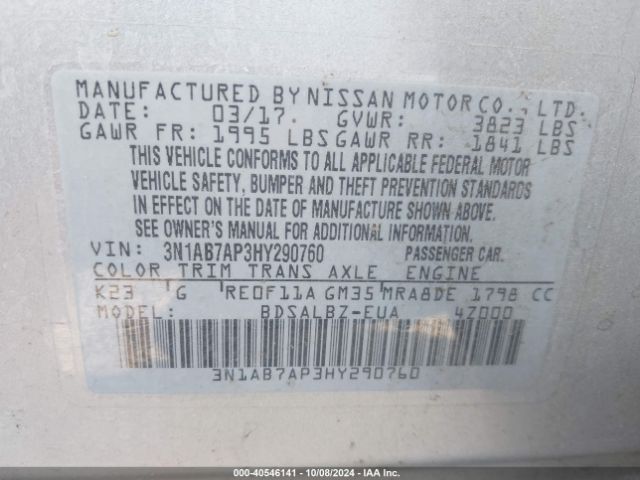 MANUFACTURED BY NISSAN MOTOR CO., LTD.
DATE: 03/17. GVWR: 3823 LBS
GAWR FR: 1995 LBS GAWR RR: 1841 LBS
THIS VEHICLE CONFORMS TO ALL APPLICABLE FEDERAL MOTOR
VEHICLE SAFETY, BUMPER AND THEFT PREVENTION STANDARDS
IN EFFECT ON THE DATE OF MANUFACTURE SHOWN ABOVE.
SEE OWNER'S MANUAL FOR ADDITIONAL INFORMATION.
VIN: 3N1AB7AP3HY290760 PASSENGER CAR.
COLOR TRIM TRANS AXLE ENGINE
K23 G RE0F11A GM35 MRA8DE 1798 CC
BDSALBZ-EUA 4Z000
3N1AB7AP3HY290760
000-40546141 - 10/08/2024 - IAA Inc.